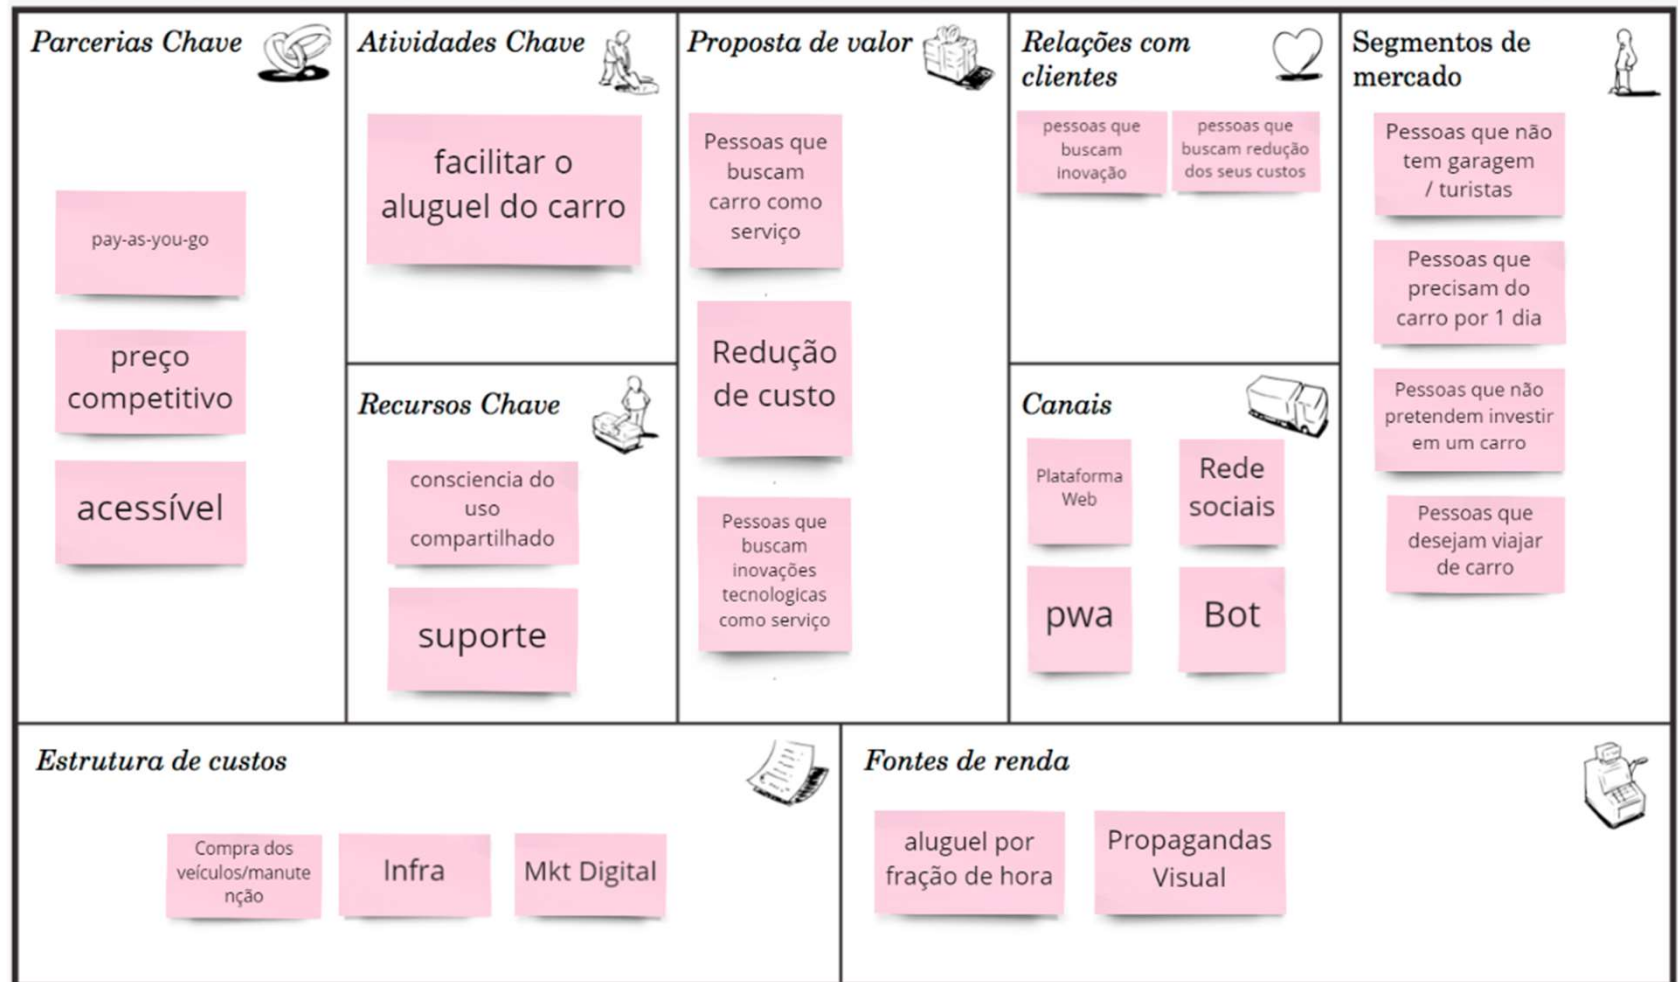 Parcerias Chave
pay-as-you-go
preço
competitivo
acessível
Atividades Chave
facilitar o
aluguel do carro
Recursos Chave
consciencia do
uso
compartilhado
suporte
Proposta de valor
Pessoas que
buscam
carro como
serviço
Redução
de custo
Pessoas que
buscam
inovações
tecnologicas
como serviço
Relações com
clientes
pessoas que
buscam
inovação
pessoas que
buscam redução
dos seus custos
Canais
Plataforma
Web
Rede
sociais
pwa
Bot
Segmentos de
mercado
Pessoas que não
tem garagem
/ turistas
Pessoas que
precisam do
carro por 1 dia
Pessoas que não
pretendem investir
em um carro
Pessoas que
desejam viajar
de carro
Estrutura de custos
Compra dos
veículos/manute
nção
Infra
Mkt Digital
Fontes de renda
aluguel por
fração de hora
Propagandas
Visual